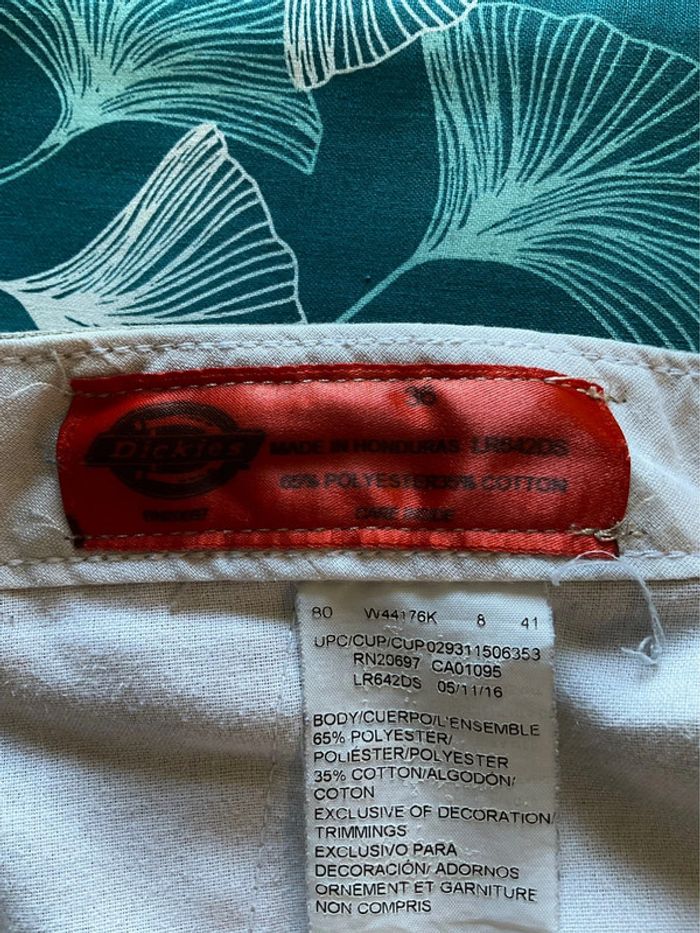 36
Dickies
MADE IN HONDURAS LR642DS
65% POLYESTER 35% COTTON
RN20697
CARE INSIDE
80 W44176K 8 41
UPC/CUP/CUP029311506353
RN20697 CA01095
LR642DS 05/11/16
BODY/CUERPO/L'ENSEMBLE
65% POLYESTER/
POLIÉSTER/POLYESTER
35% COTTON/ALGODÓN/
COTON
EXCLUSIVE OF DECORATION/
TRIMMINGS
EXCLUSIVO PARA
DECORACIÓN/ ADORNOS
ORNEMENT ET GARNITURE
NON COMPRIS